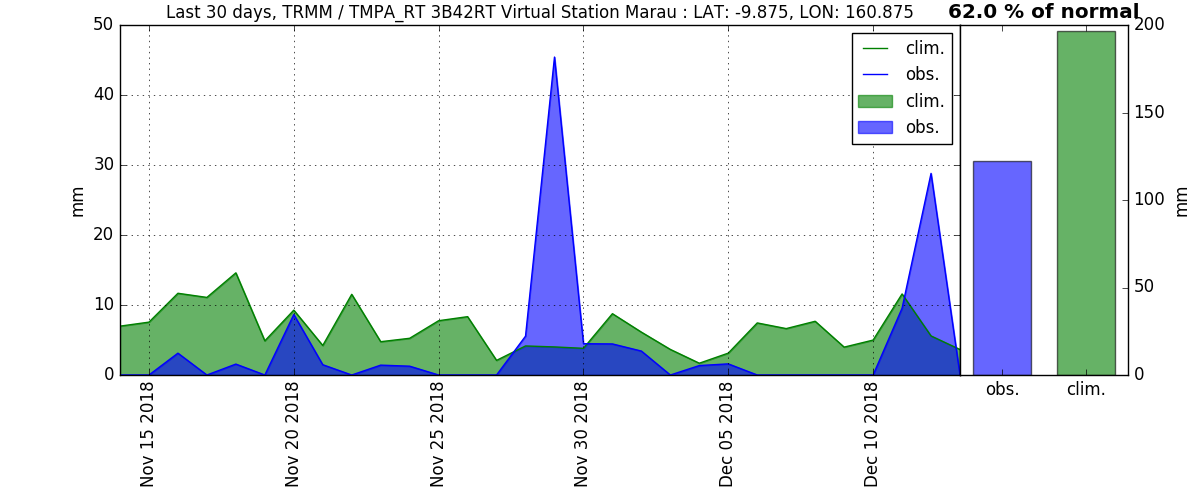 Last 30 days, TRMM / TMPA_RT 3B42RT Virtual Station Marau : LAT: -9.875, LON: 160.875
62.0 % of normal
50
40
30
20
10
0
mm
clim.
obs.
clim.
obs.
200
150
100
50
0
mm
Nov 15 2018
Nov 20 2018
Nov 25 2018
Nov 30 2018
Dec 05 2018
Dec 10 2018
obs.
clim.